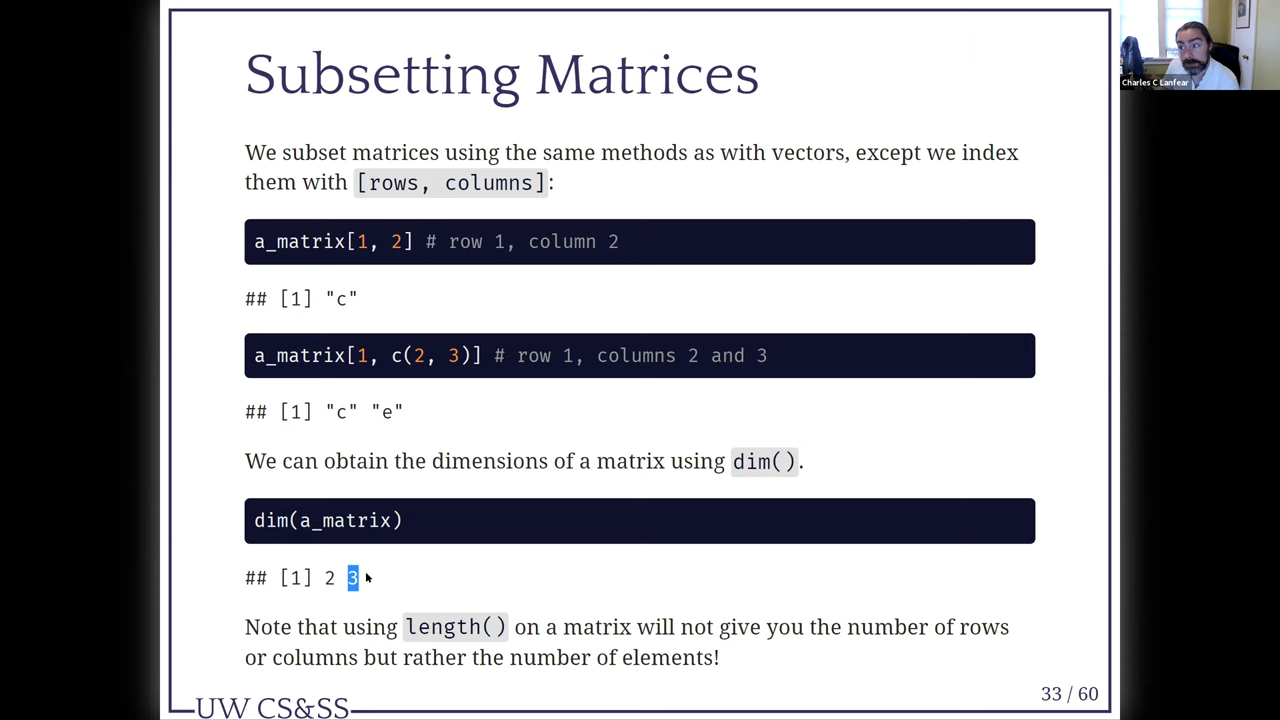 Subsetting Matrices
Charles C Lanfear
We subset matrices using the same methods as with vectors, except we index
them with [rows, columns]:
a_matrix[1, 2] # row 1, column 2
## [1] "c"
a_matrix[1, c(2, 3)] # row 1, columns 2 and 3
## [1] "c" "e"
We can obtain the dimensions of a matrix using dim().
dim(a_matrix)
## [1] 2 3
Note that using length() on a matrix will not give you the number of rows
or columns but rather the number of elements!
33 / 60
UW CS&SS